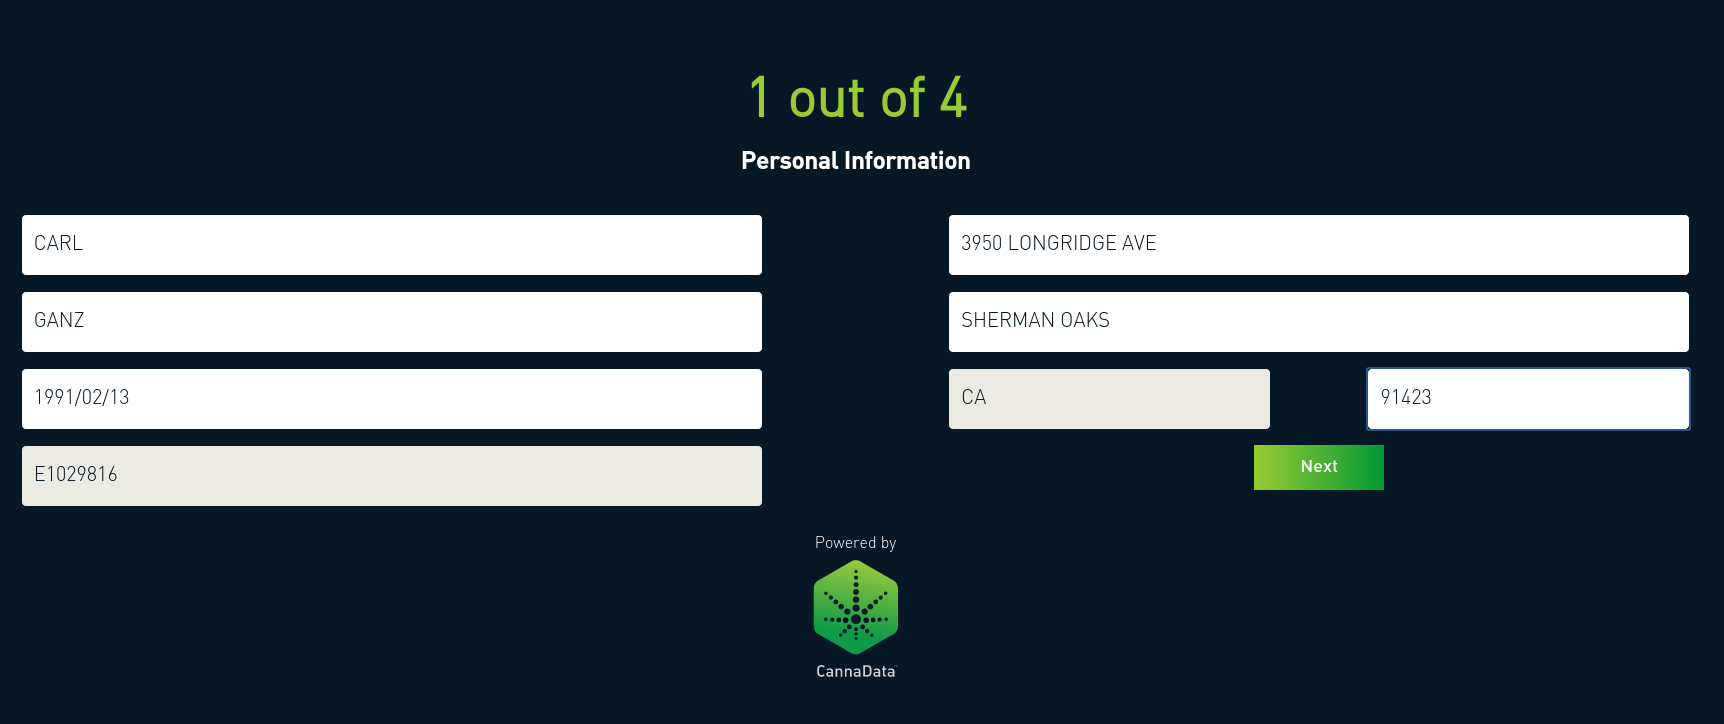 1 out of 4
Personal Information
CARL
GANZ
1991/02/13
E1029816
3950 LONGRIDGE AVE
SHERMAN OAKS
CA
91423
Next
Powered by
CannaData